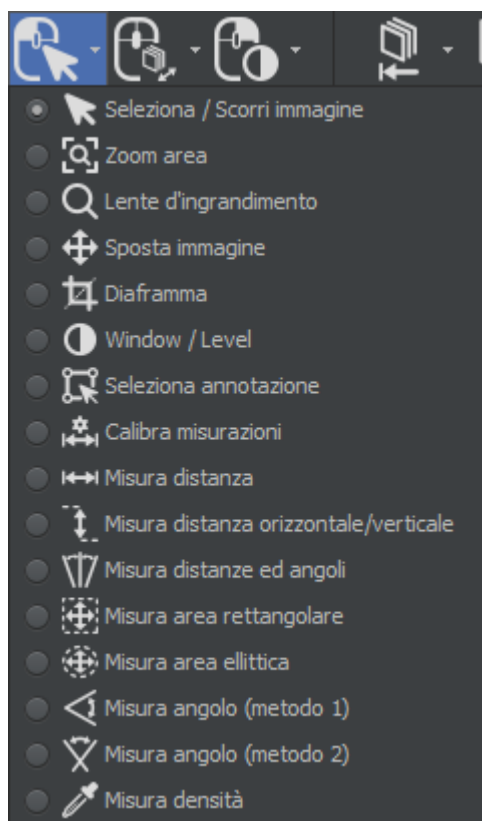 Seleziona / Scorri immagine
Zoom area
Lente d'ingrandimento
Sposta immagine
Diaframma
Window / Level
Seleziona annotazione
Calibra misurazioni
Misura distanza
Misura distanza orizzontale/verticale
Misura distanze ed angoli
Misura area rettangolare
Misura area ellittica
Misura angolo (metodo 1)
Misura angolo (metodo 2)
Misura densità